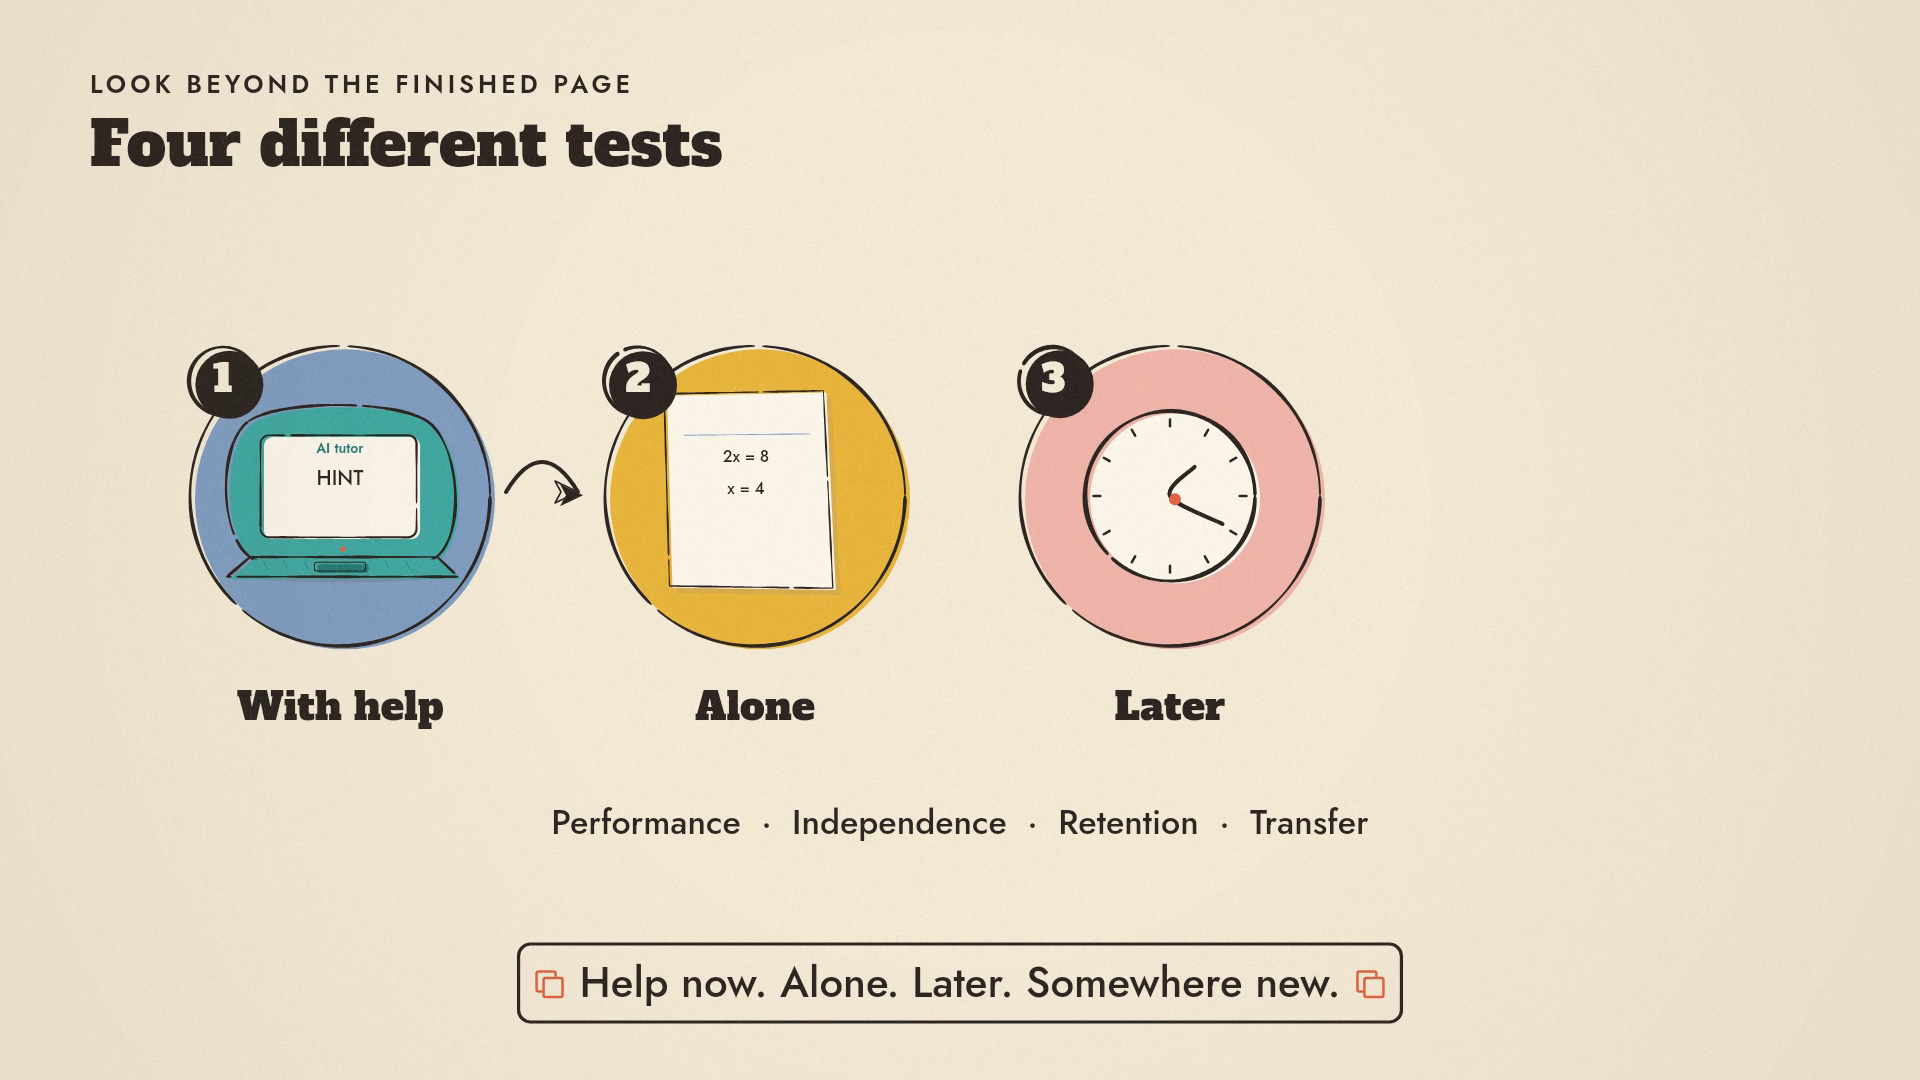 LOOK BEYOND THE FINISHED PAGE
Four different tests
1
AI tutor
HINT
2
2x = 8
x = 4
3
With help
Alone
Later
Performance · Independence · Retention · Transfer
Help now. Alone. Later. Somewhere new.